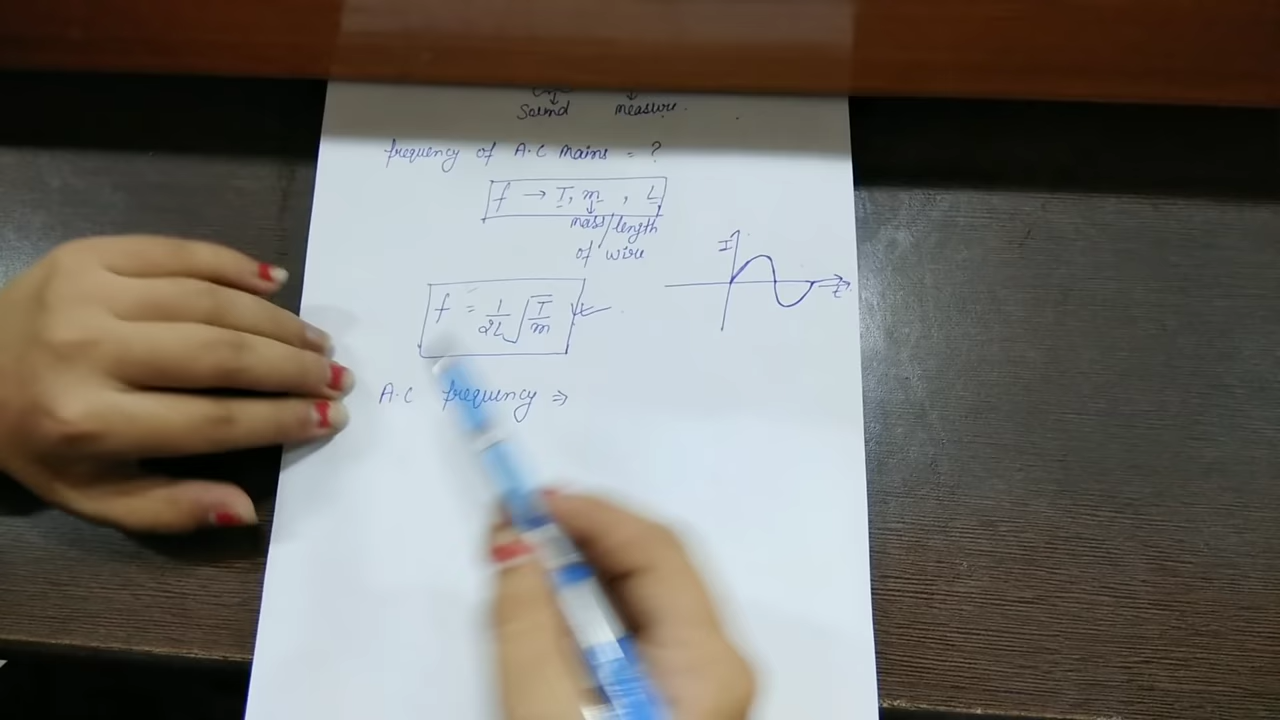 Sound measure.
frequency of A.C Mains = ?
f → T, m , L
mass/length
of wire
I
t
f = 1/2L √T/m
A.C frequency ⇒